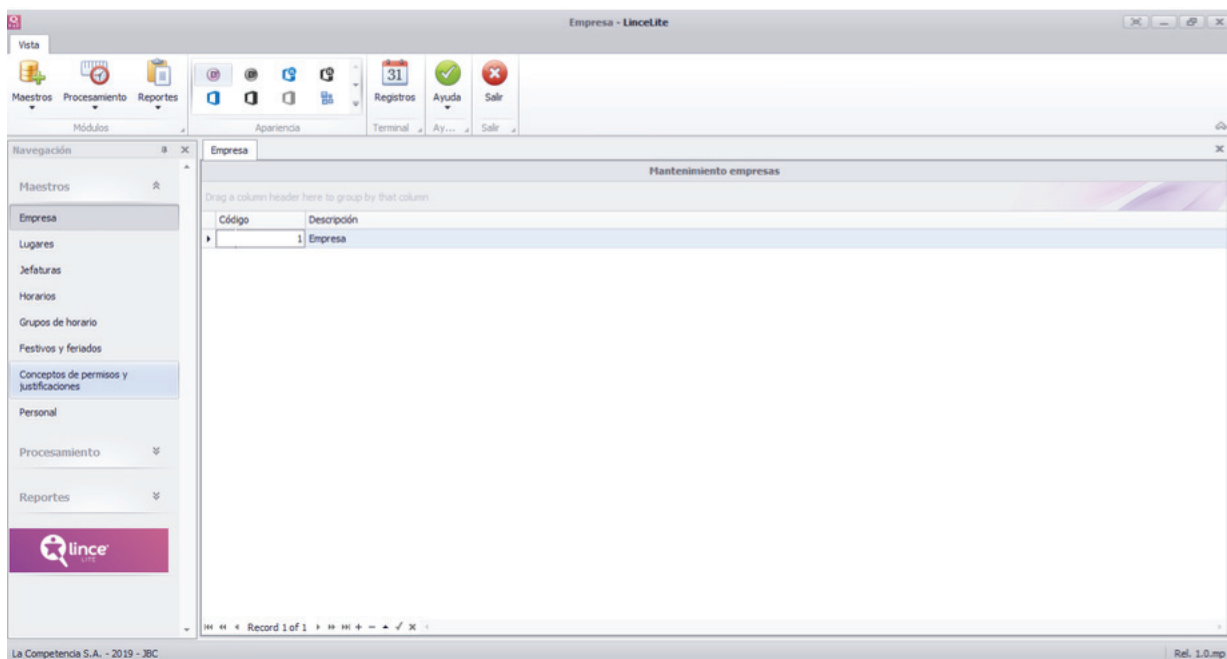 Empresa - LinceLite
Vista
Maestros Procesamiento Reportes
31
Registros Ayuda Salir
Módulos Apariencia Terminal Ay... Salir
Navegación
Empresa
Mantenimiento empresas
Maestros
Drag a column header here to group by that column
Empresa
Código Descripción
1 Empresa
Lugares
Jefaturas
Horarios
Grupos de horario
Festivos y feriados
Conceptos de permisos y
justificaciones
Personal
Procesamiento
Reportes
lince
LITE
Record 1 of 1
La Competencia S.A. - 2019 - JBC
Rel. 1.0.mp